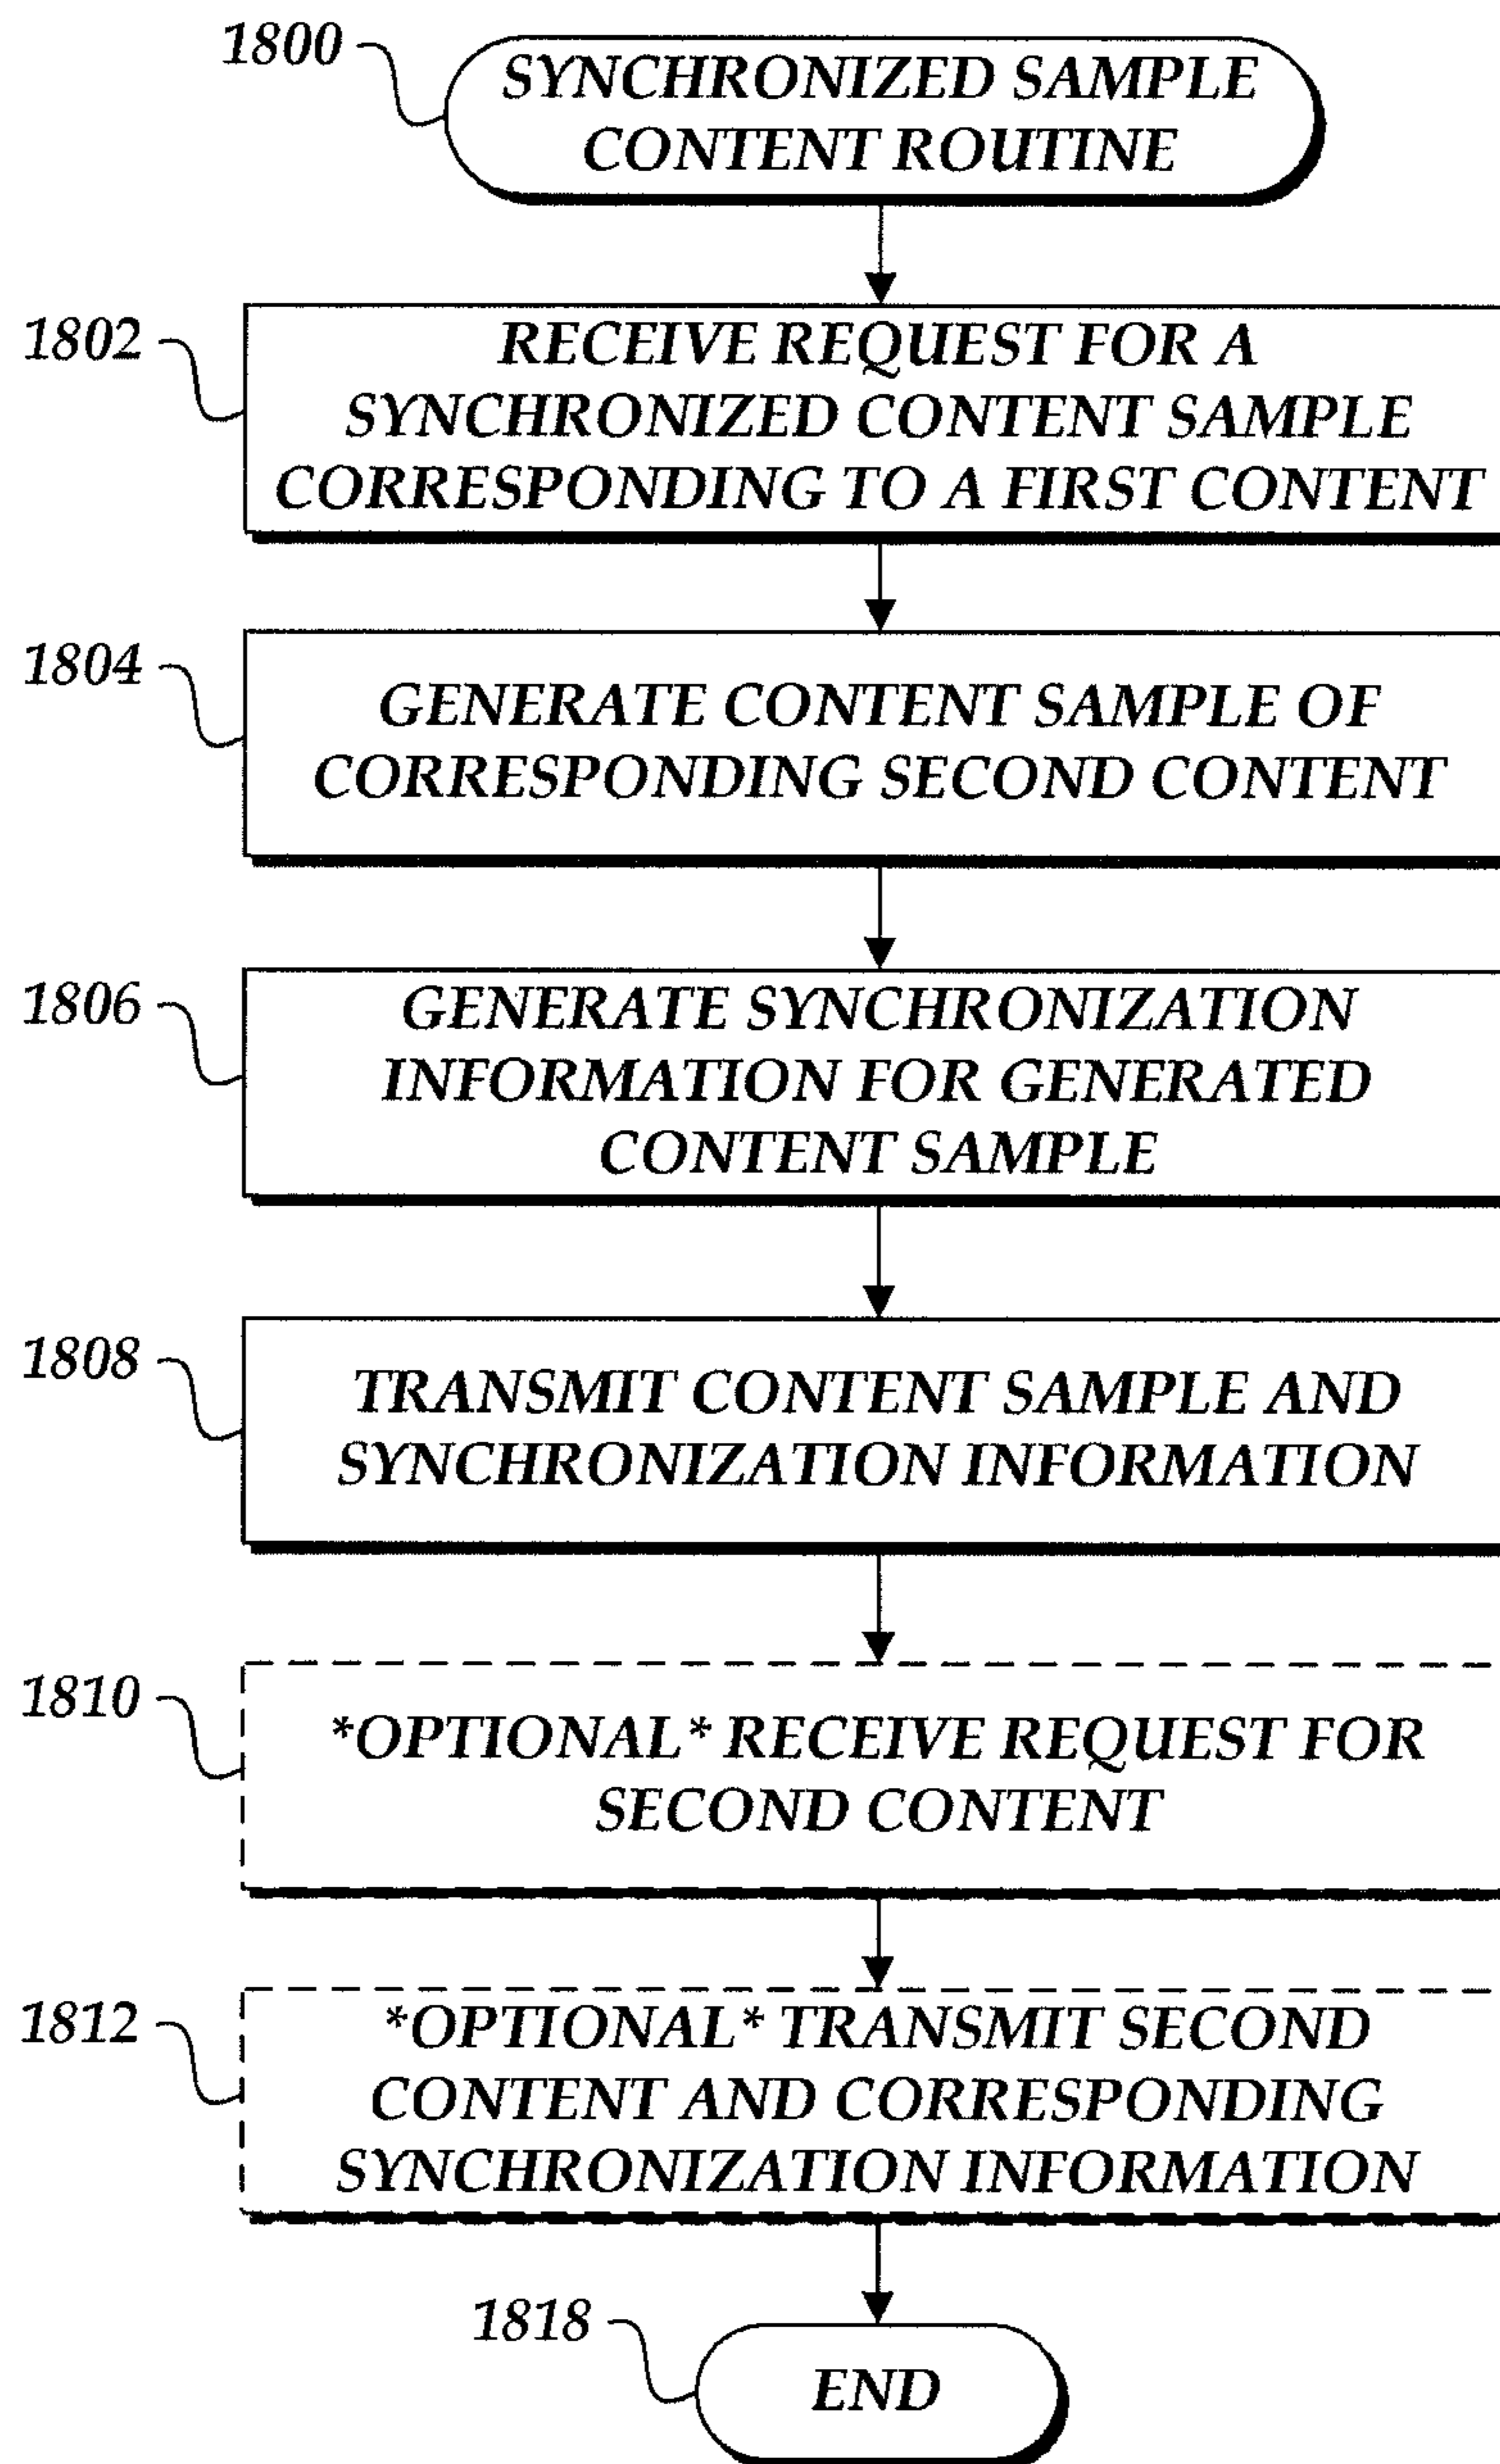 1800
SYNCHRONIZED SAMPLE
CONTENT ROUTINE
1802
RECEIVE REQUEST FOR A
SYNCHRONIZED CONTENT SAMPLE
CORRESPONDING TO A FIRST CONTENT
1804
GENERATE CONTENT SAMPLE OF
CORRESPONDING SECOND CONTENT
1806
GENERATE SYNCHRONIZATION
INFORMATION FOR GENERATED
CONTENT SAMPLE
1808
TRANSMIT CONTENT SAMPLE AND
SYNCHRONIZATION INFORMATION
1810
*OPTIONAL* RECEIVE REQUEST FOR
SECOND CONTENT
1812
*OPTIONAL* TRANSMIT SECOND
CONTENT AND CORRESPONDING
SYNCHRONIZATION INFORMATION
1818
END